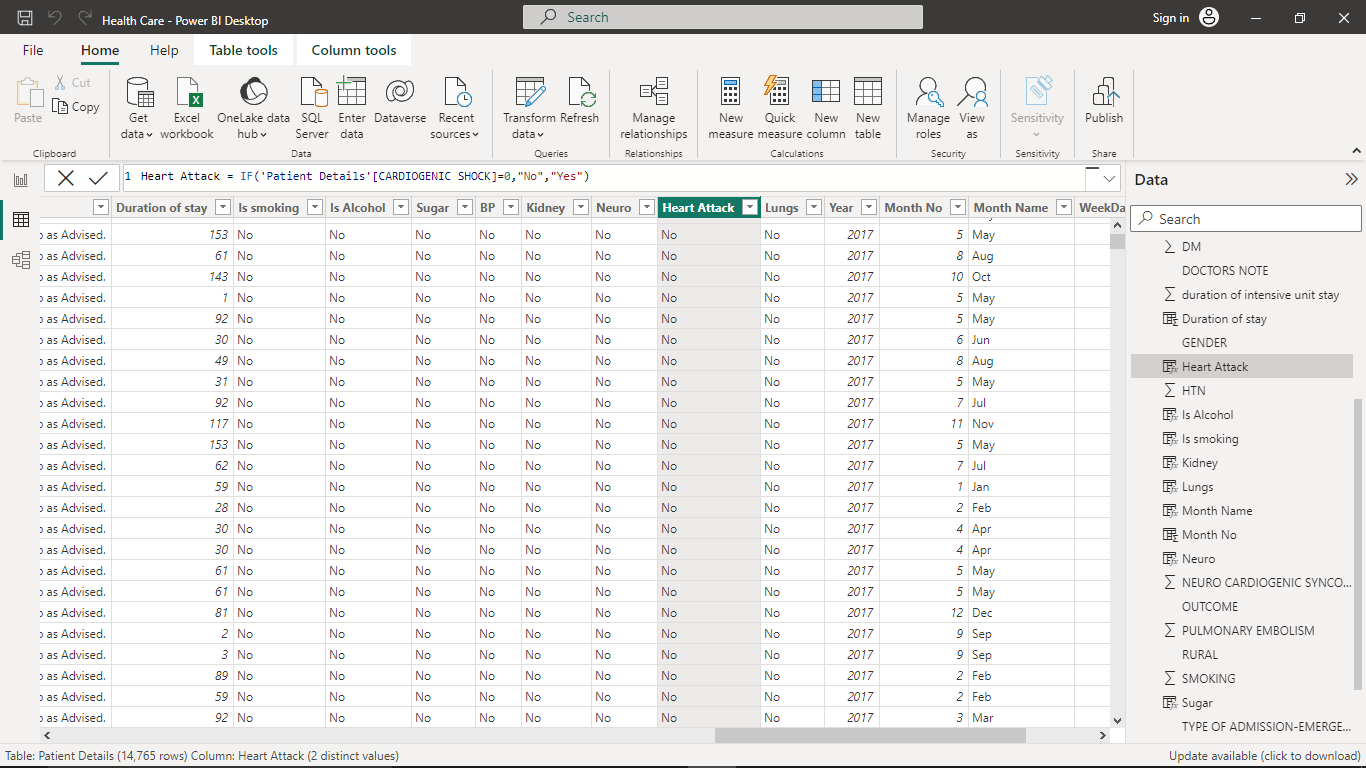 Health Care - Power BI Desktop
Search
Sign in
File Home Help Table tools Column tools
Paste
Cut
Copy
Get data
Excel workbook
OneLake data hub
SQL Server
Enter data
Dataverse
Recent sources
Transform data
Refresh
Manage relationships
New measure
Quick measure
New column
New table
Manage roles
View as
Sensitivity
Publish
Clipboard Data Queries Relationships Calculations Security Sensitivity Share
1 Heart Attack = IF('Patient Details'[CARDIOGENIC SHOCK]=0,"No","Yes")
Duration of stay Is smoking Is Alcohol Sugar BP Kidney Neuro Heart Attack Lungs Year Month No Month Name WeekDa
as Advised. 153 No No No No No No No No 2017 5 May
as Advised. 61 No No No No No No No No 2017 8 Aug
as Advised. 143 No No No No No No No No 2017 10 Oct
as Advised. 1 No No No No No No No No 2017 5 May
as Advised. 92 No No No No No No No No 2017 5 May
as Advised. 30 No No No No No No No No 2017 6 Jun
as Advised. 49 No No No No No No No No 2017 8 Aug
as Advised. 31 No No No No No No No No 2017 5 May
as Advised. 92 No No No No No No No No 2017 7 Jul
as Advised. 117 No No No No No No No No 2017 11 Nov
as Advised. 153 No No No No No No No No 2017 5 May
as Advised. 62 No No No No No No No No 2017 7 Jul
as Advised. 59 No No No No No No No No 2017 1 Jan
as Advised. 28 No No No No No No No No 2017 2 Feb
as Advised. 30 No No No No No No No No 2017 4 Apr
as Advised. 30 No No No No No No No No 2017 4 Apr
as Advised. 61 No No No No No No No No 2017 5 May
as Advised. 61 No No No No No No No No 2017 5 May
as Advised. 81 No No No No No No No No 2017 12 Dec
as Advised. 2 No No No No No No No No 2017 9 Sep
as Advised. 3 No No No No No No No No 2017 9 Sep
as Advised. 89 No No No No No No No No 2017 2 Feb
as Advised. 59 No No No No No No No No 2017 2 Feb
as Advised. 92 No No No No No No No No 2017 3 Mar
Data
Search
DM
DOCTORS NOTE
duration of intensive unit stay
Duration of stay
GENDER
Heart Attack
HTN
Is Alcohol
Is smoking
Kidney
Lungs
Month Name
Month No
Neuro
NEURO CARDIOGENIC SYNCO...
OUTCOME
PULMONARY EMBOLISM
RURAL
SMOKING
Sugar
TYPE OF ADMISSION-EMERGE...
Table: Patient Details (14,765 rows) Column: Heart Attack (2 distinct values)
Update available (click to download)